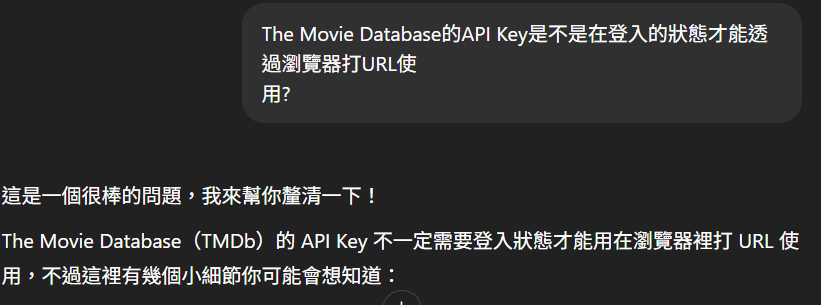 The Movie Database的API Key是不是在登入的狀態才能透
過瀏覽器打URL使
用?
這是一個很棒的問題，我來幫你釐清一下！
The Movie Database（TMDb）的 API Key 不一定需要登入狀態才能用在瀏覽器裡打 URL 使
用，不過這裡有幾個小細節你可能會想知道：